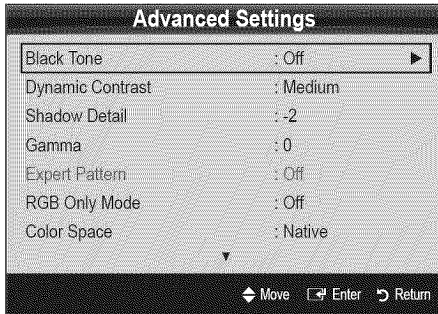 Advanced Settings
Black Tone : Off ►
Dynamic Contrast : Medium
Shadow Detail : -2
Gamma : 0
Expert Pattern : Off
RGB Only Mode : Off
Color Space : Native
▼
Move Enter Return